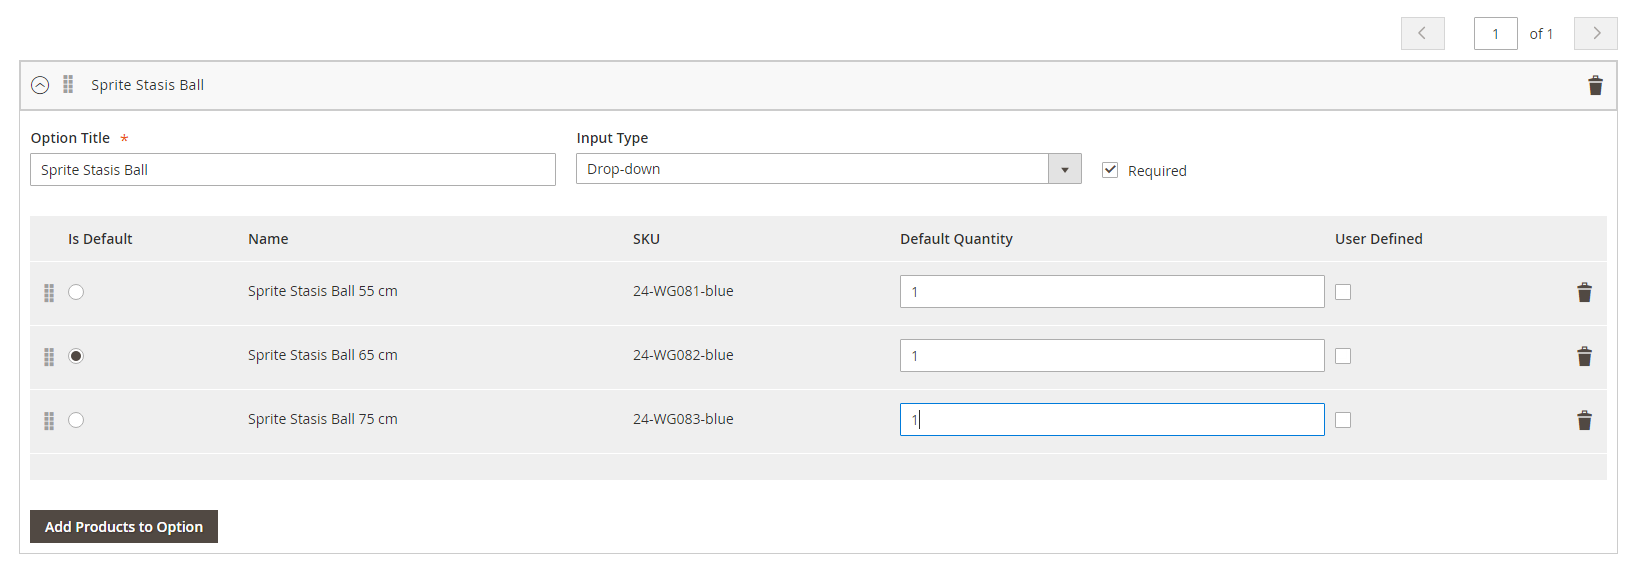 1 of 1
Sprite Stasis Ball
Option Title * Input Type
Sprite Stasis Ball Drop-down Required
Is Default Name SKU Default Quantity User Defined
Sprite Stasis Ball 55 cm 24-WG081-blue 1
Sprite Stasis Ball 65 cm 24-WG082-blue 1
Sprite Stasis Ball 75 cm 24-WG083-blue 1
Add Products to Option